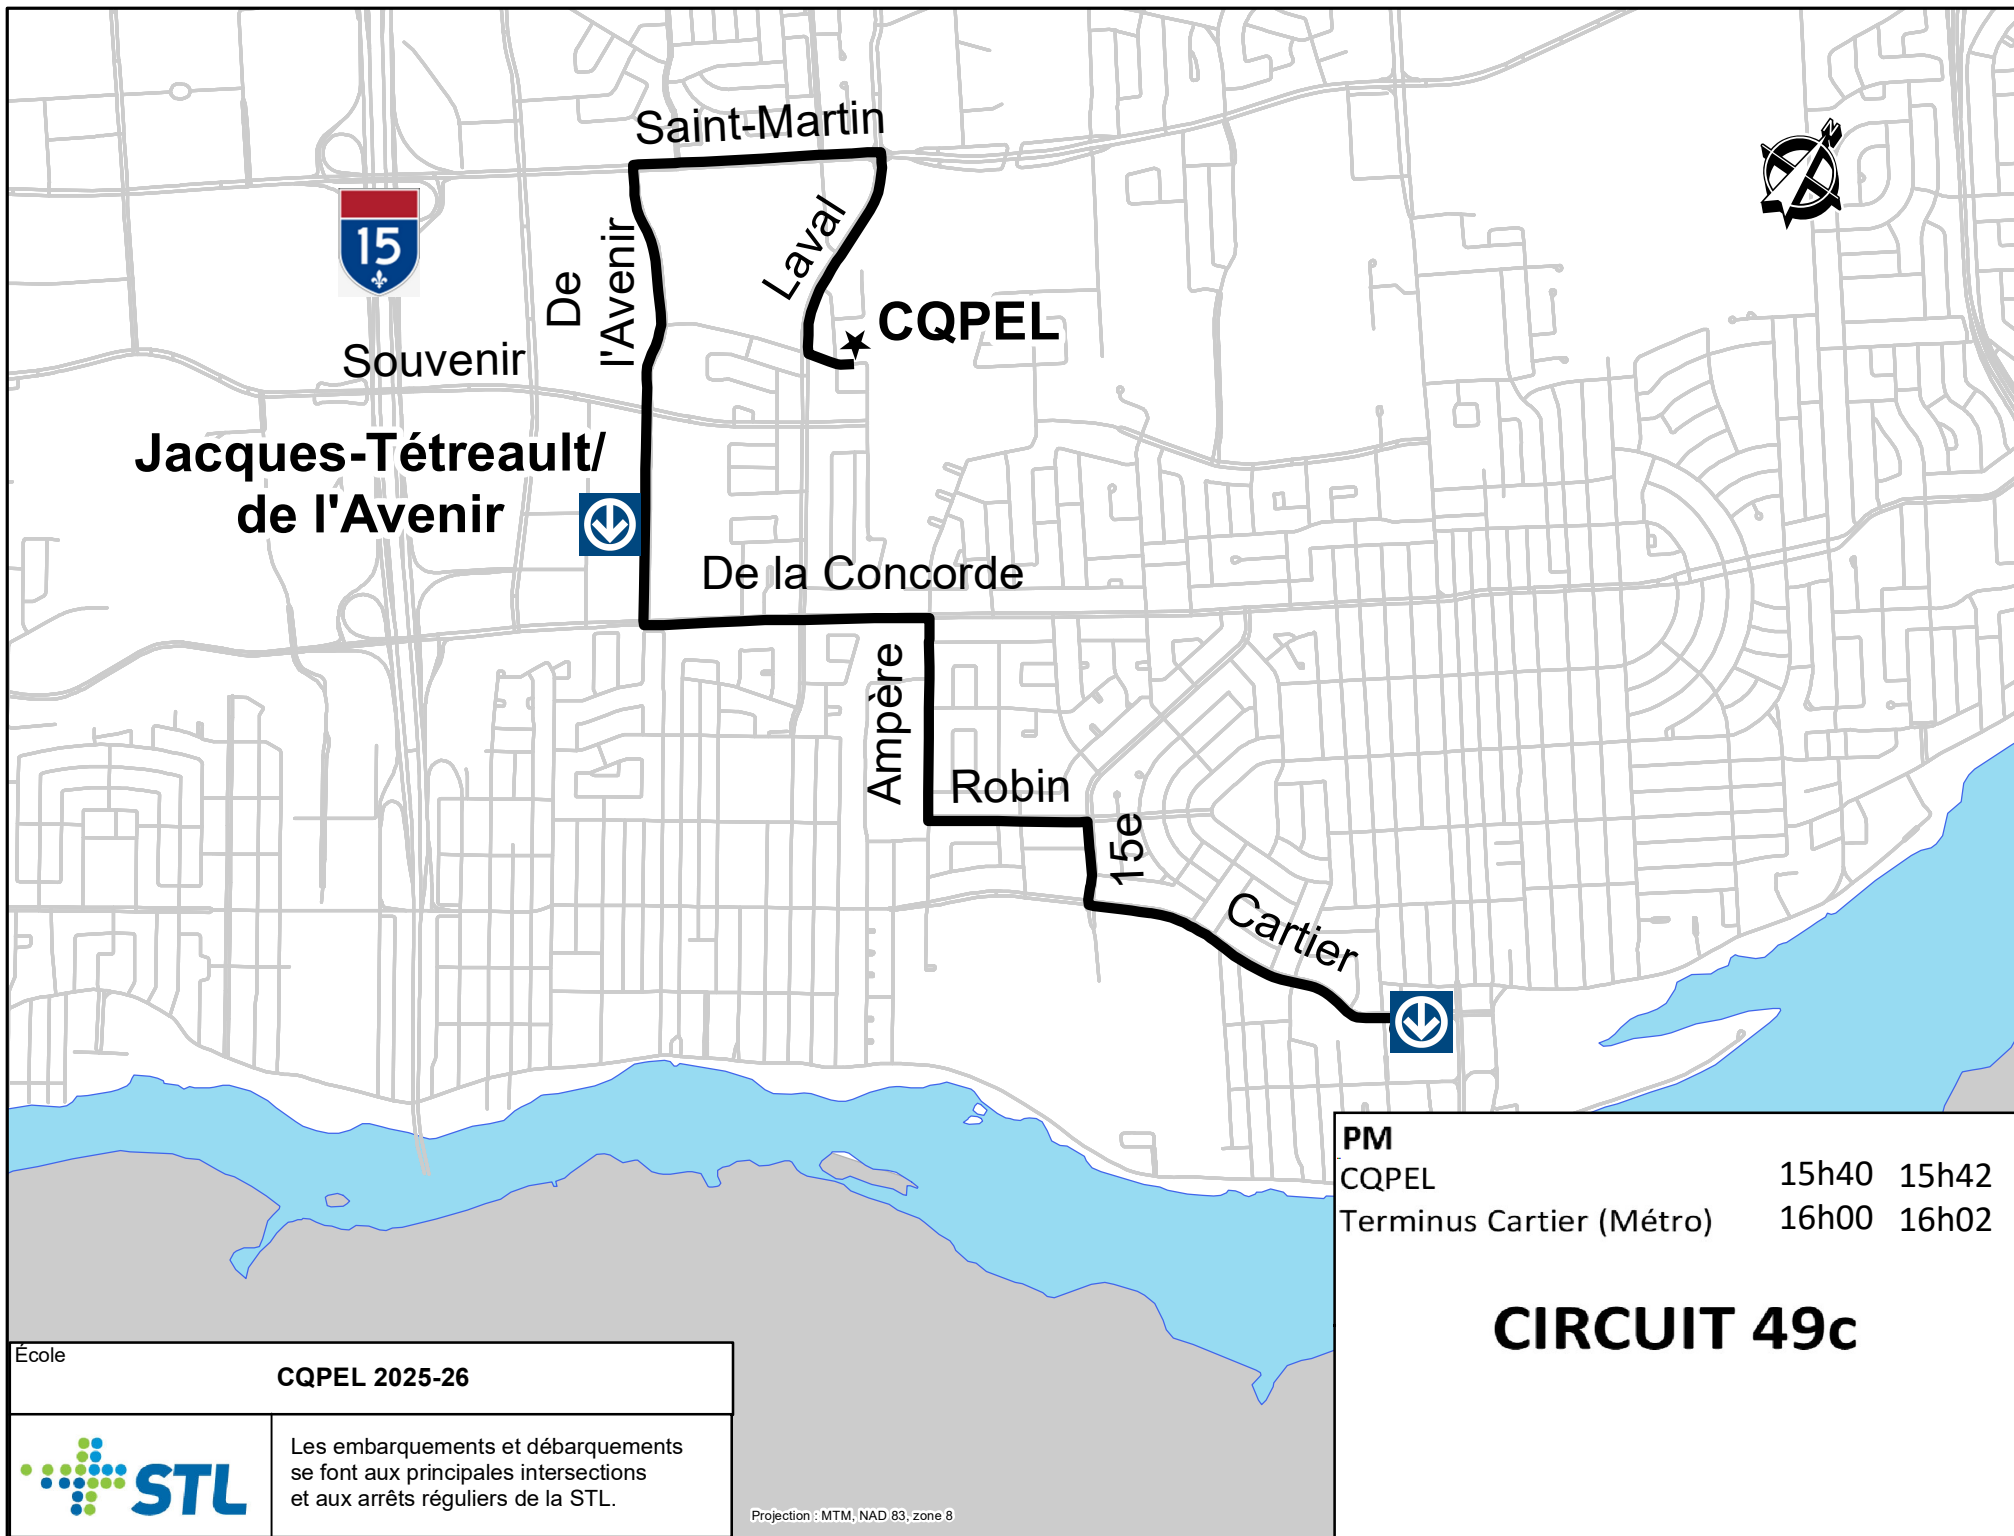 Saint-Martin
N
15
De
l'Avenir
Laval
CQPEL
Souvenir
Jacques-Tétreault/
de l'Avenir
De la Concorde
Ampère
Robin
15e
Cartier
PM
CQPEL 15h40 15h42
Terminus Cartier (Métro) 16h00 16h02
CIRCUIT 49c
École
CQPEL 2025-26
STL
Les embarquements et débarquements
se font aux principales intersections
et aux arrêts réguliers de la STL.
Projection : MTM, NAD 83, zone 8